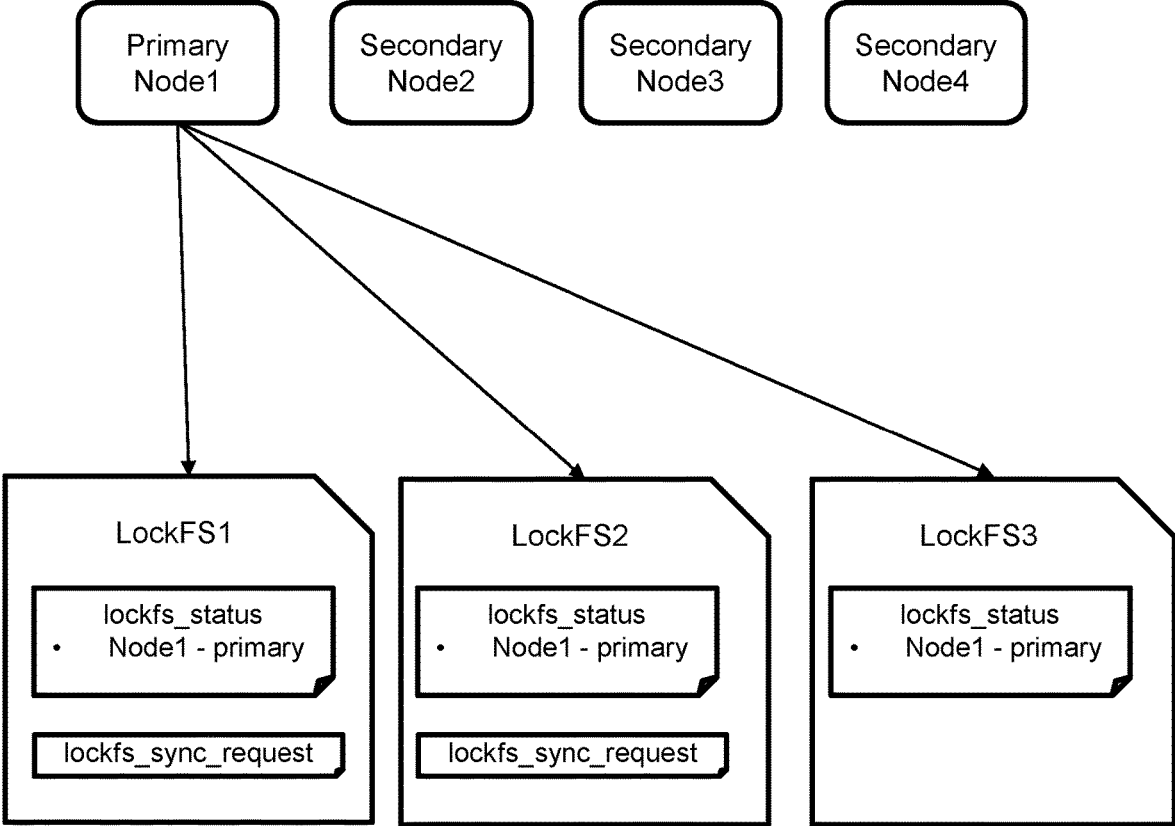 Primary
Node1
Secondary
Node2
Secondary
Node3
Secondary
Node4
LockFS1
lockfs_status
• Node1 - primary
lockfs_sync_request
LockFS2
lockfs_status
• Node1 - primary
lockfs_sync_request
LockFS3
lockfs_status
• Node1 - primary